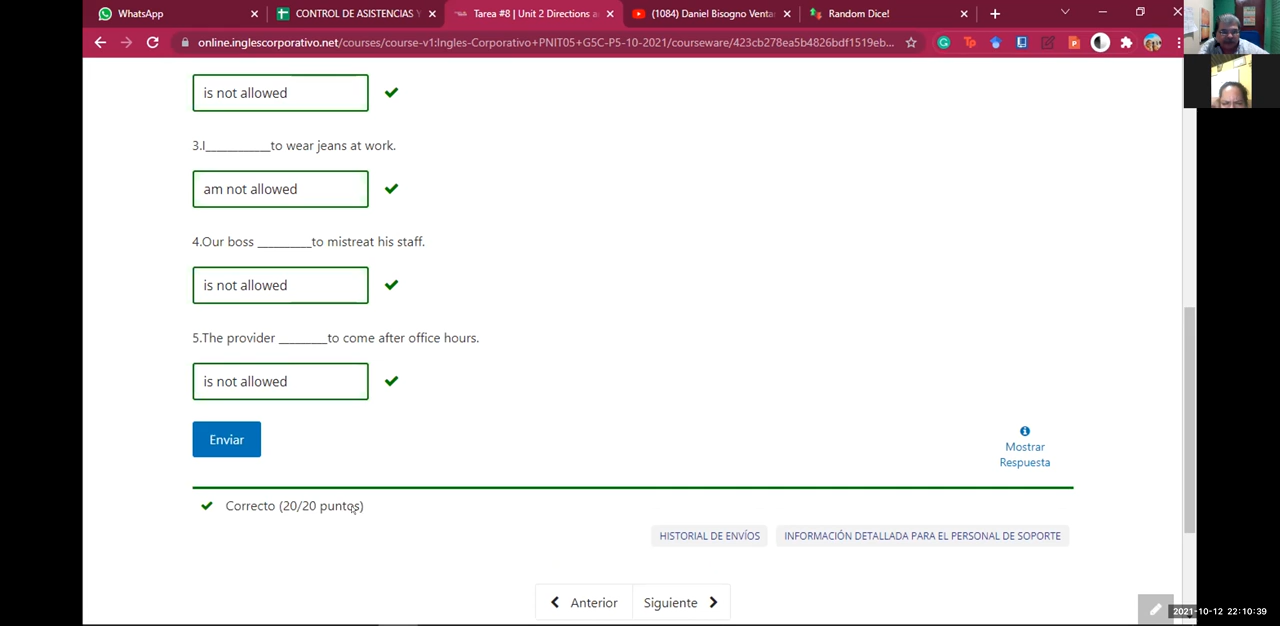 WhatsApp
CONTROL DE ASISTENCIAS Y
Tarea #8 | Unit 2 Directions a
(1084) Daniel Bisogno Venta
Random Dice!
online.inglescorporativo.net/courses/course-v1:Ingles-Corporativo+PNIT05+G5C-P5-10-2021/courseware/423cb278ea5b4826bdf1519eb...
is not allowed
3.I___________to wear jeans at work.
am not allowed
4.Our boss _________to mistreat his staff.
is not allowed
5.The provider ________to come after office hours.
is not allowed
Enviar
Mostrar
Respuesta
Correcto (20/20 puntos)
HISTORIAL DE ENVÍOS
INFORMACIÓN DETALLADA PARA EL PERSONAL DE SOPORTE
Anterior
Siguiente
2021-10-12 22:10:39